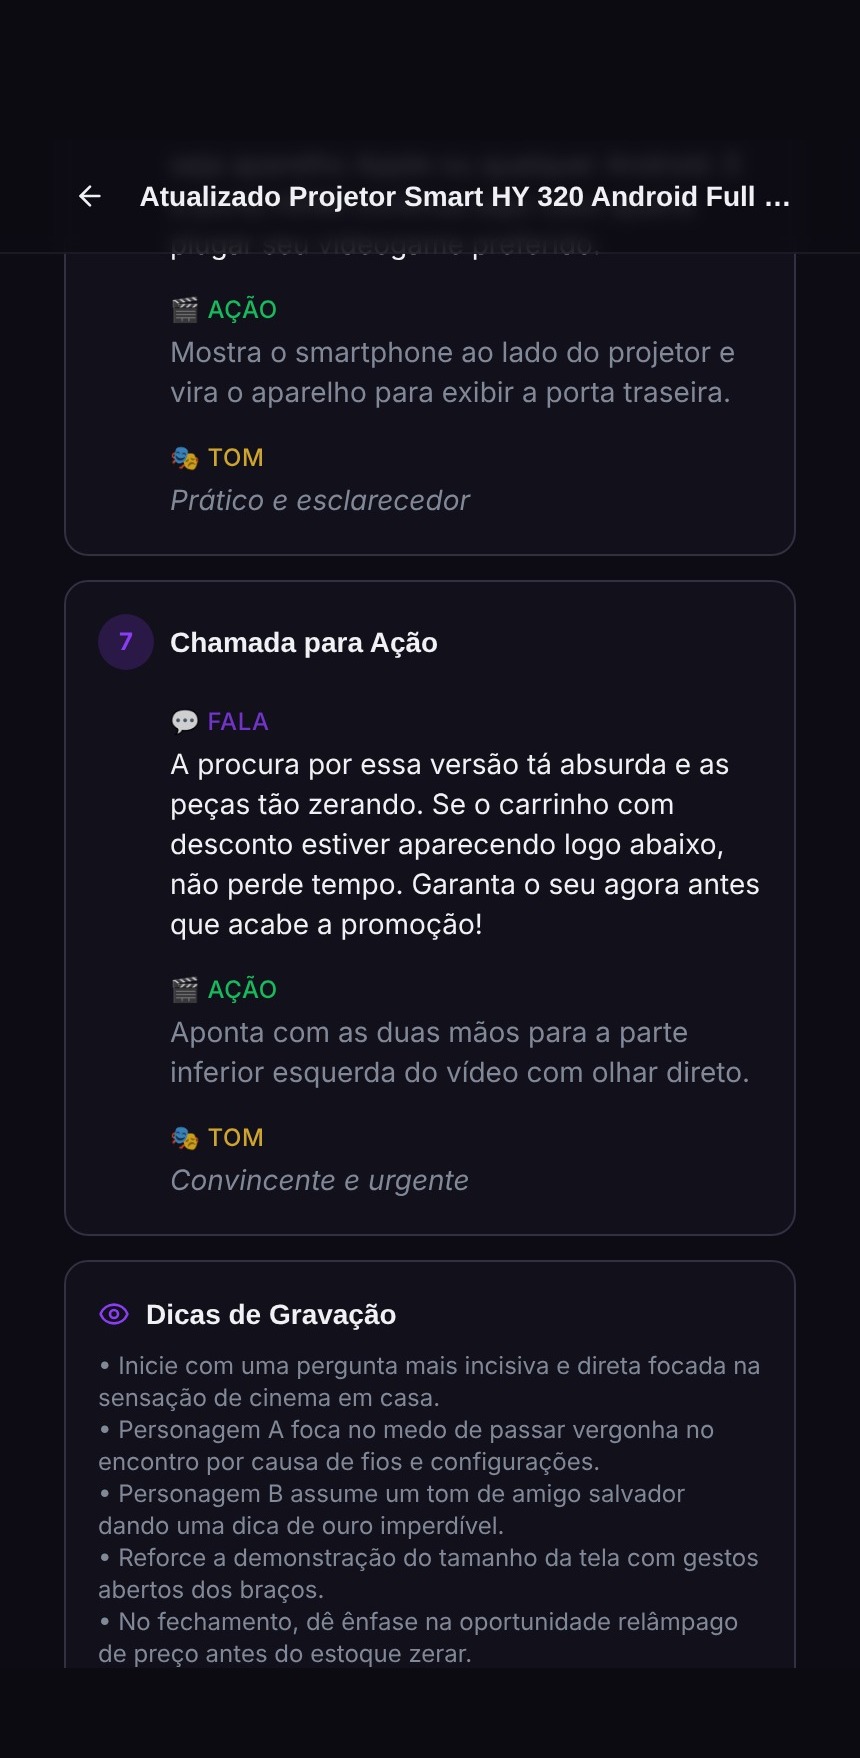 Atualizado Projetor Smart HY 320 Android Full ...
plugar seu videogame preferido.
🎬 AÇÃO
Mostra o smartphone ao lado do projetor e
vira o aparelho para exibir a porta traseira.
🎭 TOM
Prático e esclarecedor
7 Chamada para Ação
💬 FALA
A procura por essa versão tá absurda e as
peças tão zerando. Se o carrinho com
desconto estiver aparecendo logo abaixo,
não perde tempo. Garanta o seu agora antes
que acabe a promoção!
🎬 AÇÃO
Aponta com as duas mãos para a parte
inferior esquerda do vídeo com olhar direto.
🎭 TOM
Convincente e urgente
Dicas de Gravação
• Inicie com uma pergunta mais incisiva e direta focada na
sensação de cinema em casa.
• Personagem A foca no medo de passar vergonha no
encontro por causa de fios e configurações.
• Personagem B assume um tom de amigo salvador
dando uma dica de ouro imperdível.
• Reforce a demonstração do tamanho da tela com gestos
abertos dos braços.
• No fechamento, dê ênfase na oportunidade relâmpago
de preço antes do estoque zerar.